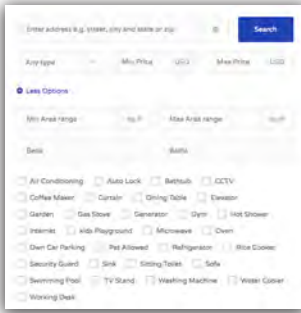 Enter address e.g. street, city and state or zip
Search
Any type Min Price USD Max Price USD
Less Options
Min Area range sq ft Max Area range sq ft
Beds Baths
Air Conditioning Auto Lock Bathtub CCTV
Coffee Maker Curtain Dining Table Elevator
Garden Gas Stove Generator Gym Hot Shower
Internet kids Playground Microwave Oven
Own Car Parking Pet Allowed Refrigerator Rice Cooker
Security Guard Sink Sitting Toilet Sofa
Swimming Pool TV Stand Washing Machine Water Cooler
Working Desk